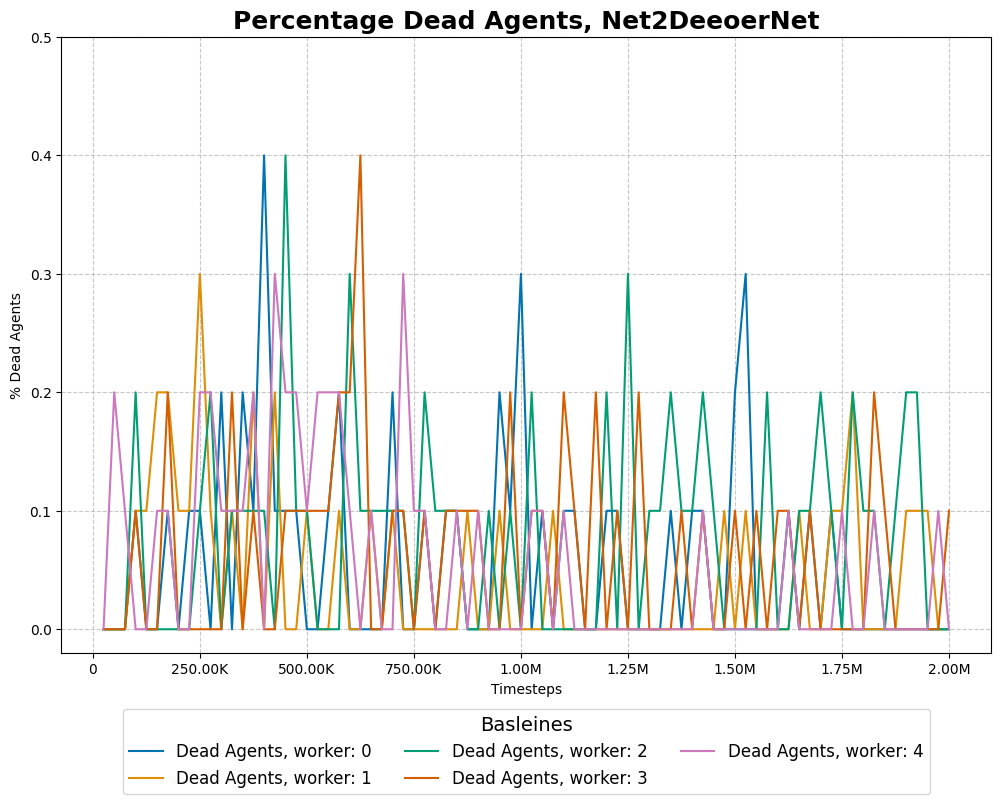 Percentage Dead Agents, Net2DeeoerNet
0.5
0.4
0.3
0.2
0.1
0.0
% Dead Agents
0 250.00K 500.00K 750.00K 1.00M 1.25M 1.50M 1.75M 2.00M
Timesteps
Basleines
Dead Agents, worker: 0 Dead Agents, worker: 2 Dead Agents, worker: 4
Dead Agents, worker: 1 Dead Agents, worker: 3